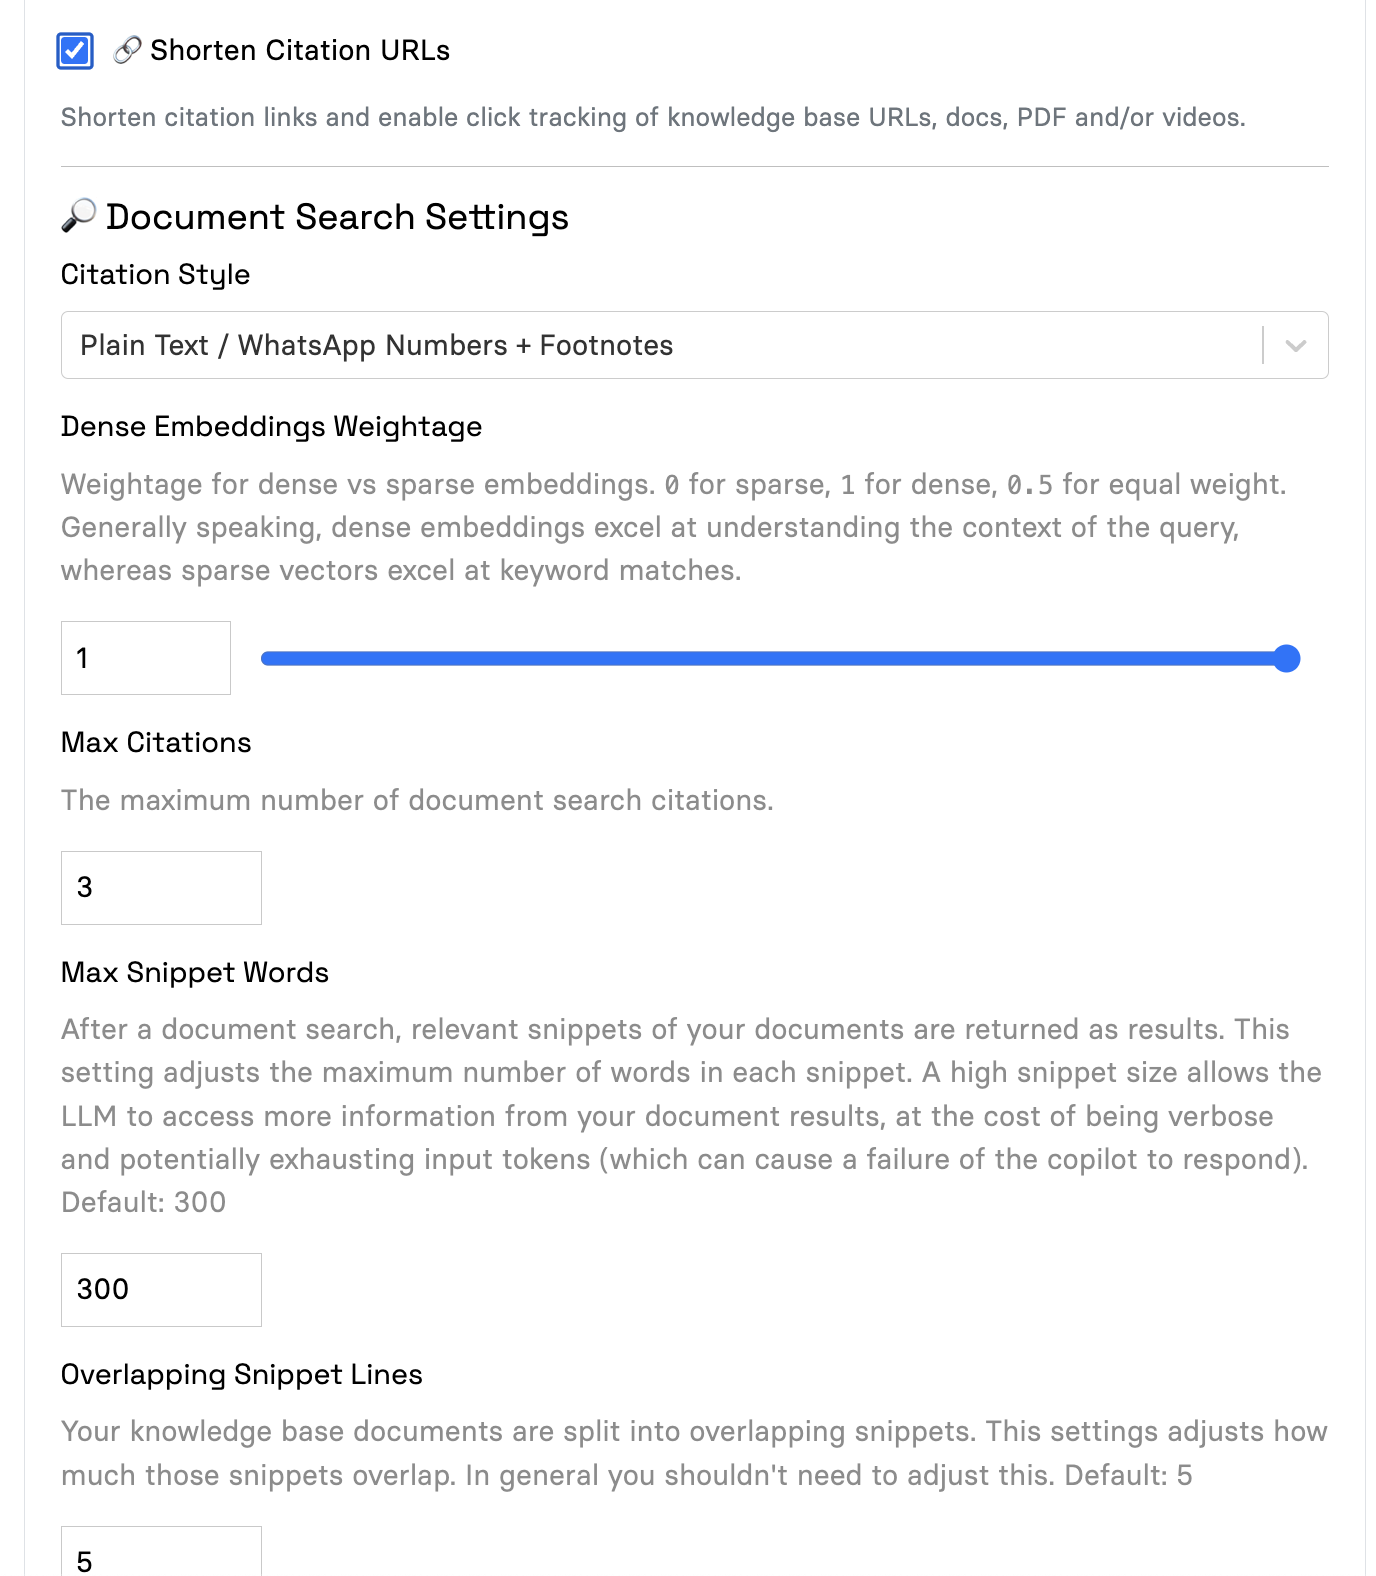 🔗 Shorten Citation URLs
Shorten citation links and enable click tracking of knowledge base URLs, docs, PDF and/or videos.
🔎 Document Search Settings
Citation Style
Plain Text / WhatsApp Numbers + Footnotes
Dense Embeddings Weightage
Weightage for dense vs sparse embeddings. 0 for sparse, 1 for dense, 0.5 for equal weight.
Generally speaking, dense embeddings excel at understanding the context of the query,
whereas sparse vectors excel at keyword matches.
1
Max Citations
The maximum number of document search citations.
3
Max Snippet Words
After a document search, relevant snippets of your documents are returned as results. This
setting adjusts the maximum number of words in each snippet. A high snippet size allows the
LLM to access more information from your document results, at the cost of being verbose
and potentially exhausting input tokens (which can cause a failure of the copilot to respond).
Default: 300
300
Overlapping Snippet Lines
Your knowledge base documents are split into overlapping snippets. This settings adjusts how
much those snippets overlap. In general you shouldn't need to adjust this. Default: 5
5